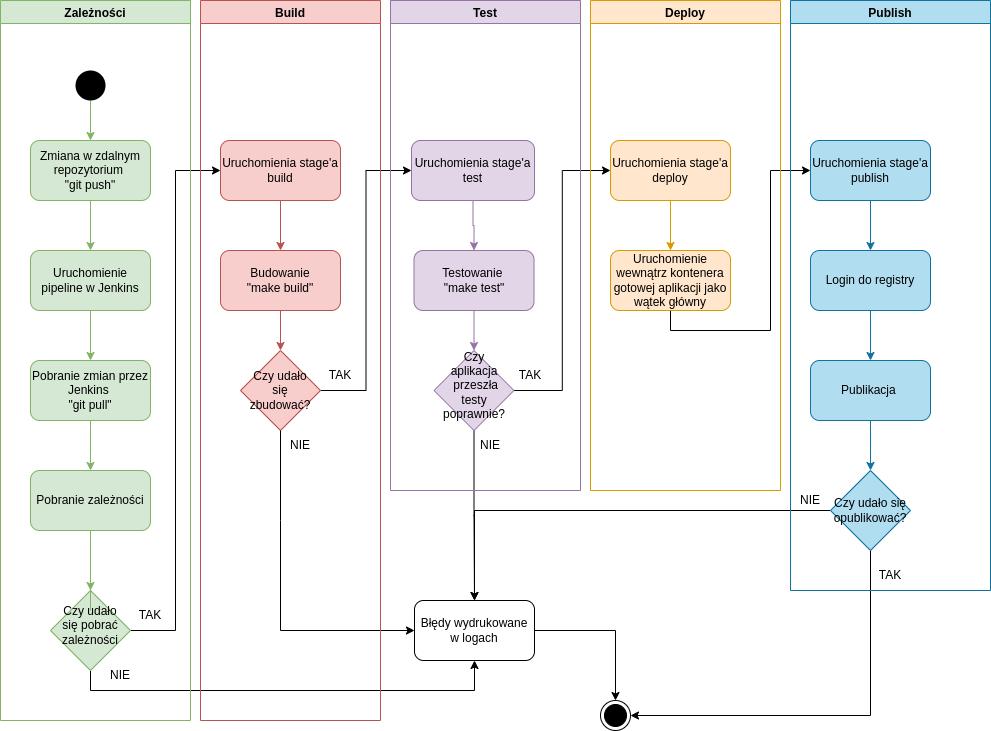 Zależności
Zmiana w zdalnym
repozytorium
"git push"
Uruchomienie
pipeline w Jenkins
Pobranie zmian przez
Jenkins
"git pull"
Pobranie zależności
Czy udało
się pobrać
zależności
TAK
NIE
Build
Uruchomienia stage'a
build
Budowanie
"make build"
Czy udało
się
zbudować?
TAK
NIE
Test
Uruchomienia stage'a
test
Testowanie
"make test"
Czy
aplikacja
przeszła
testy
poprawnie?
TAK
NIE
Deploy
Uruchomienia stage'a
deploy
Uruchomienie
wewnątrz kontenera
gotowej aplikacji jako
wątek główny
Publish
Uruchomienia stage'a
publish
Login do registry
Publikacja
Czy udało się
opublikować?
NIE
TAK
Błędy wydrukowane
w logach